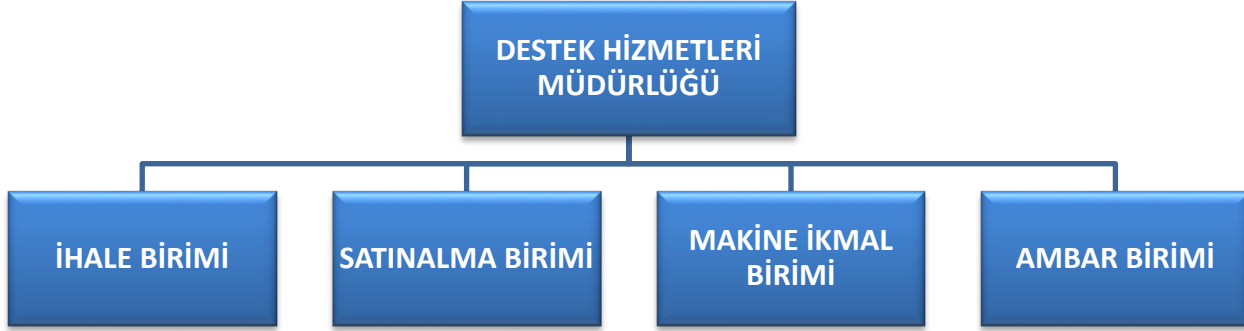 DESTEK HİZMETLERİ
MÜDÜRLÜĞÜ
İHALE BİRİMİ
SATINALMA BİRİMİ
MAKİNE İKMAL
BİRİMİ
AMBAR BİRİMİ